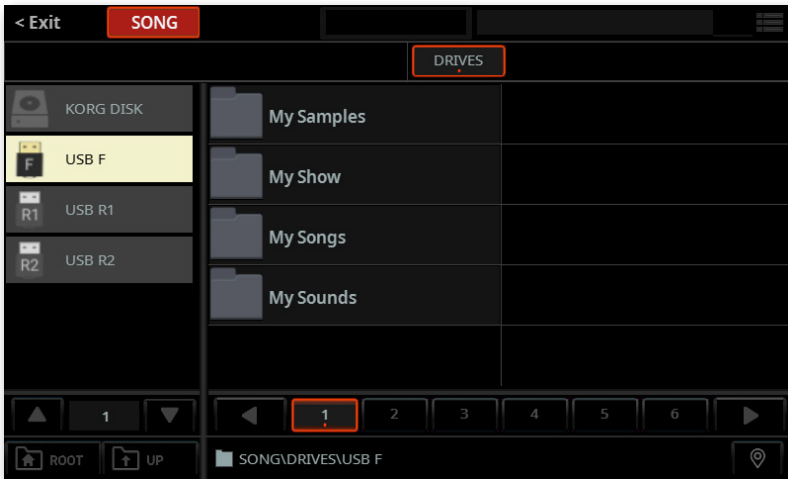 < Exit SONG
DRIVES
KORG DISK
F USB F
R1 USB R1
R2 USB R2
My Samples
My Show
My Songs
My Sounds
1
1 2 3 4 5 6
ROOT UP
SONG\DRIVES\USB F